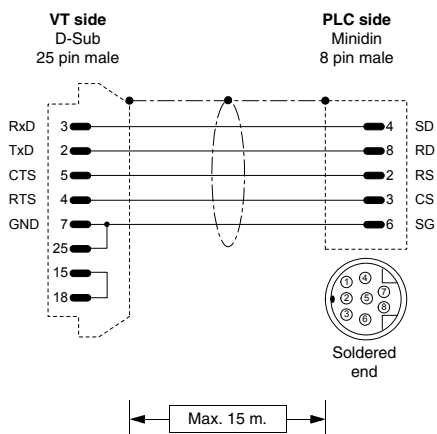 VT side PLC side
D-Sub Minidin
25 pin male 8 pin male
RxD 3 4 SD
TxD 2 8 RD
CTS 5 2 RS
RTS 4 3 CS
GND 7 6 SG
25
15
18
1 4 7
2 5 8
3 6
Soldered
end
Max. 15 m.